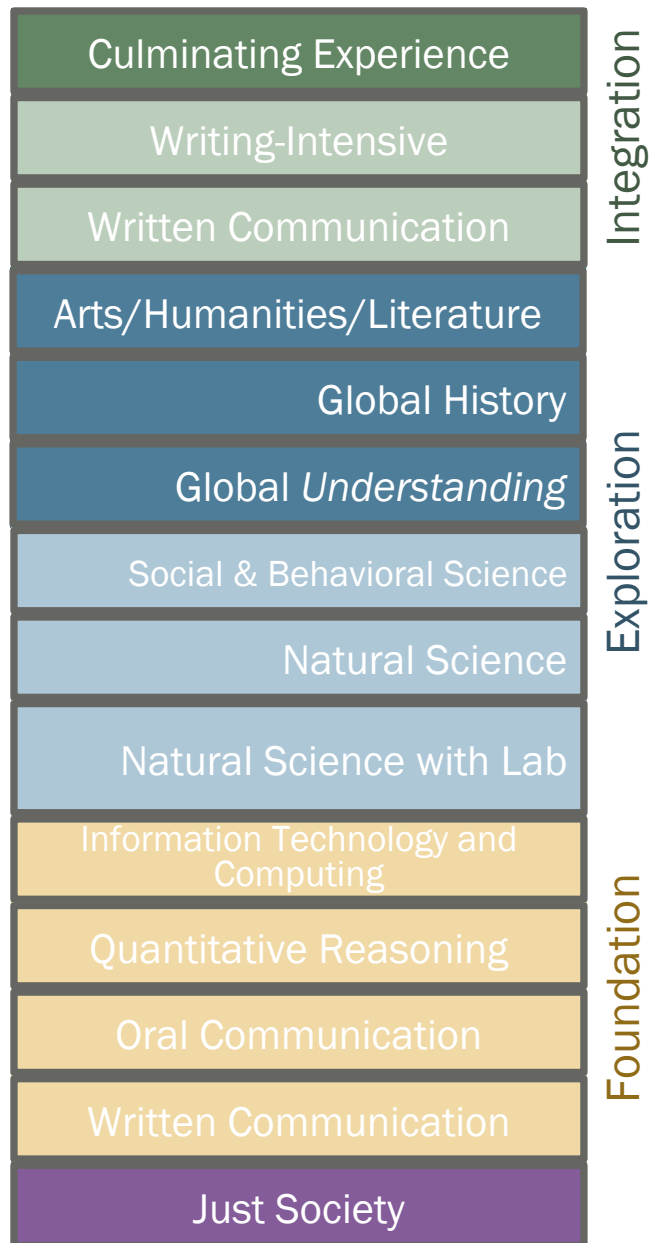 Culminating Experience
Writing-Intensive
Written Communication
Integration
Arts/Humanities/Literature
Global History
Global Understanding
Social & Behavioral Science
Natural Science
Natural Science with Lab
Exploration
Information Technology and
Computing
Quantitative Reasoning
Oral Communication
Written Communication
Foundation
Just Society